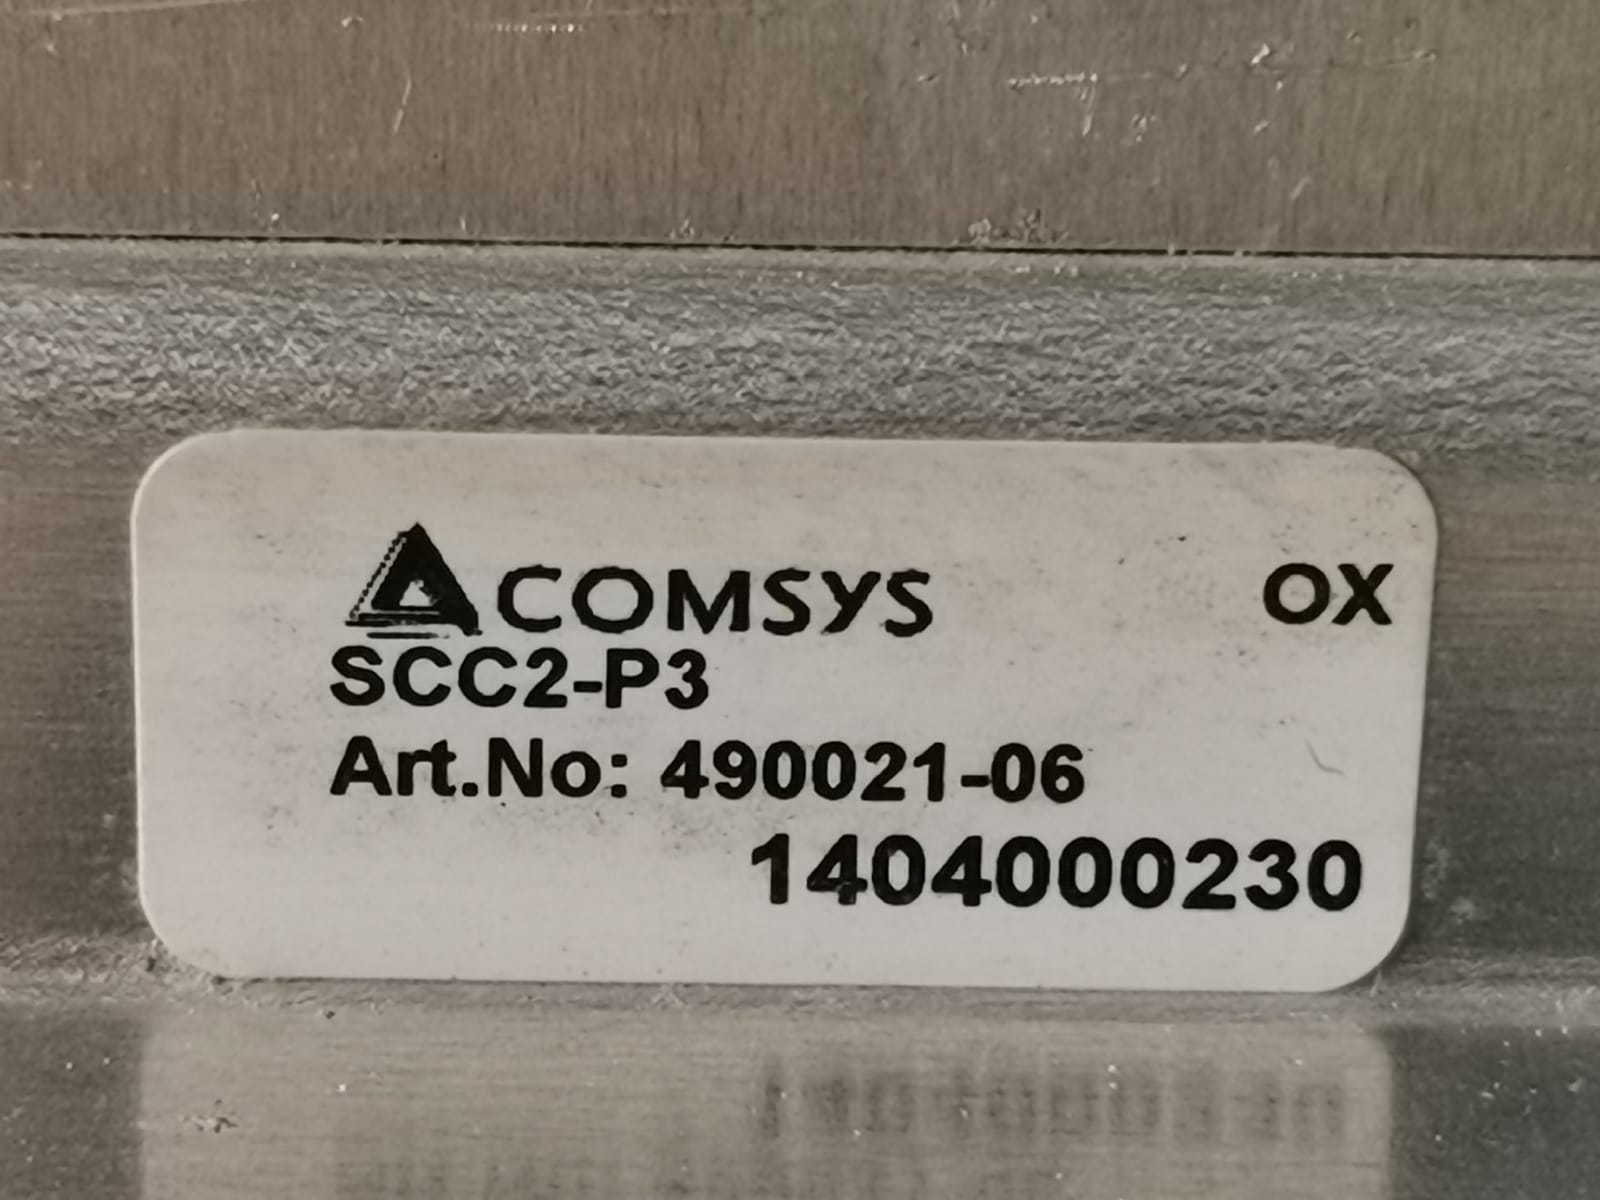 COMSYS OX
SCC2-P3
Art.No: 490021-06
1404000230